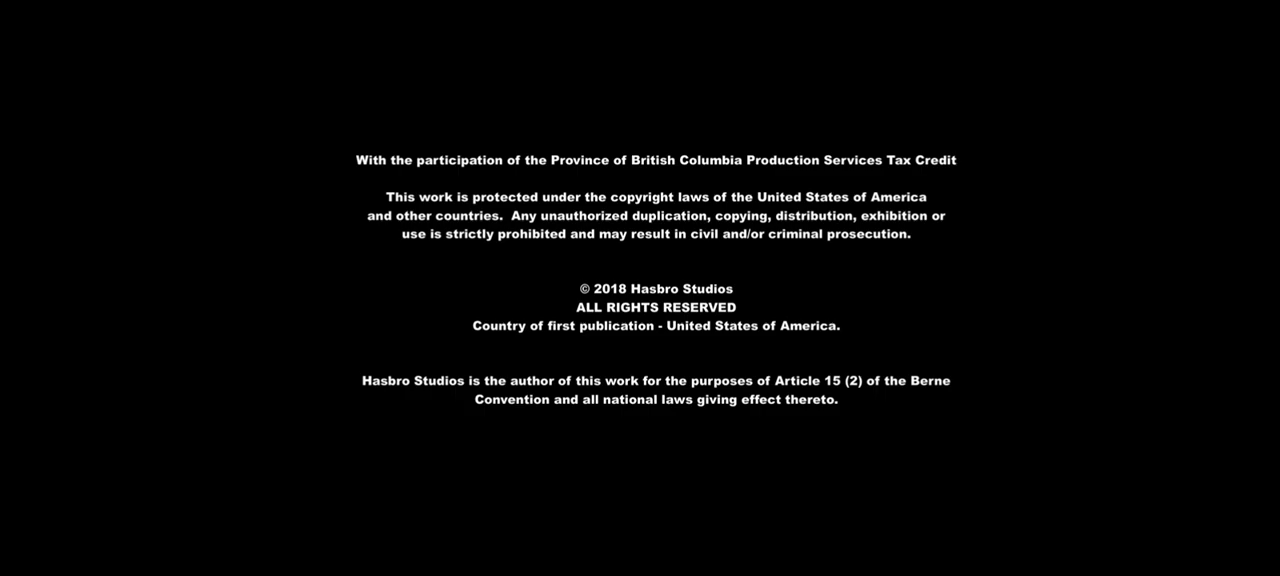 With the participation of the Province of British Columbia Production Services Tax Credit
This work is protected under the copyright laws of the United States of America
and other countries.  Any unauthorized duplication, copying, distribution, exhibition or
use is strictly prohibited and may result in civil and/or criminal prosecution.
© 2018 Hasbro Studios
ALL RIGHTS RESERVED
Country of first publication - United States of America.
Hasbro Studios is the author of this work for the purposes of Article 15 (2) of the Berne
Convention and all national laws giving effect thereto.